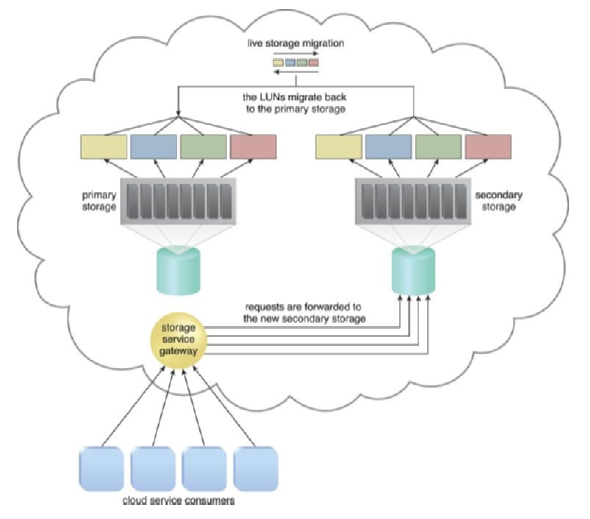 live storage migration
the LUNs migrate back
to the primary storage
primary
storage
secondary
storage
requests are forwarded to
the new secondary storage
storage
service
gateway
cloud service consumers